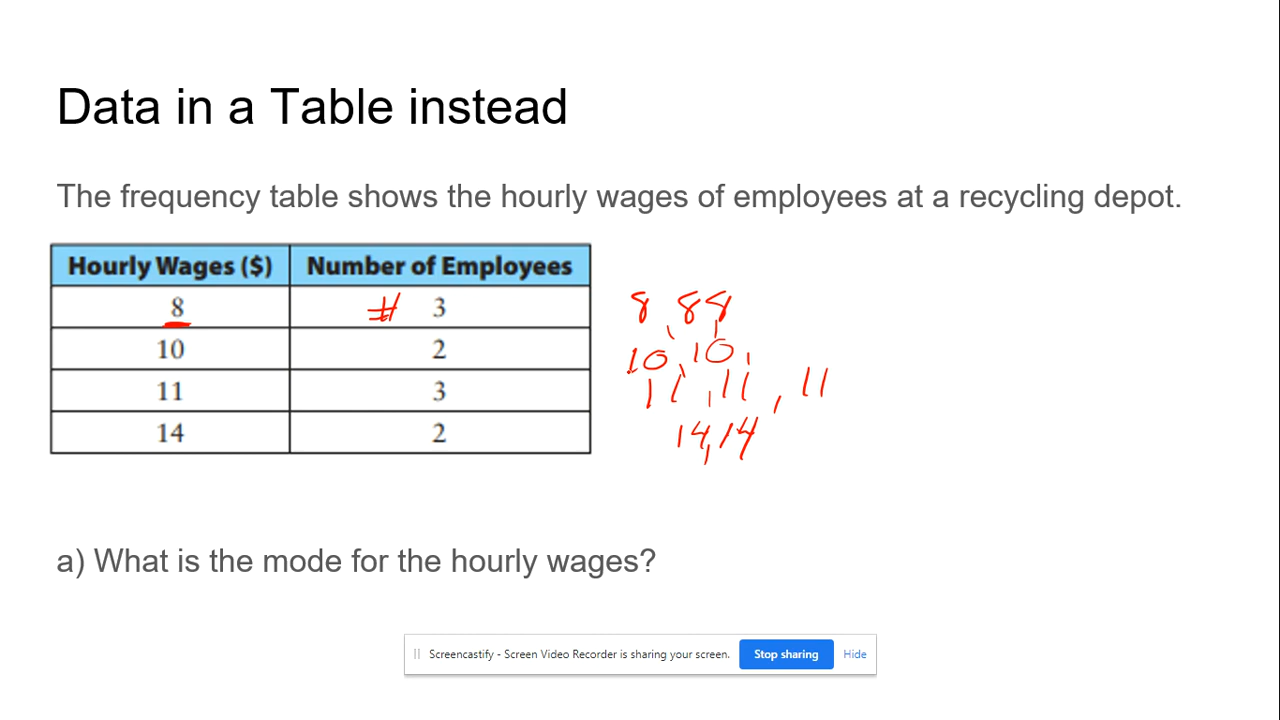 Data in a Table instead
The frequency table shows the hourly wages of employees at a recycling depot.
Hourly Wages ($) Number of Employees
8 # 3
10 2
11 3
14 2
8, 8 8
10, 10,
11, 11, 11
14, 14
a) What is the mode for the hourly wages?
Screencastify - Screen Video Recorder is sharing your screen. Stop sharing Hide